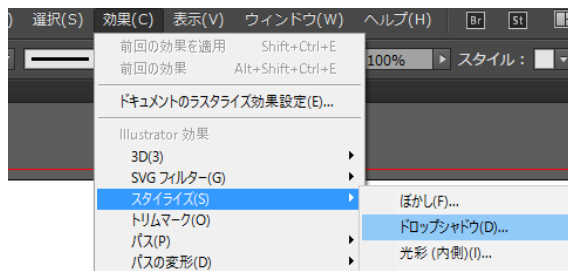 ) 選択(S) 効果(C) 表示(V) ウィンドウ(W) ヘルプ(H) Br St
前回の効果を適用 Shift+Ctrl+E
前回の効果 Alt+Shift+Ctrl+E
100% スタイル：
ドキュメントのラスタライズ効果設定(E)...
Illustrator 効果
3D(3)
SVG フィルター(G)
スタイライズ(S)
トリムマーク(O)
パス(P)
パスの変形(D)
ぼかし(F)...
ドロップシャドウ(D)...
光彩 (内側)(I)...